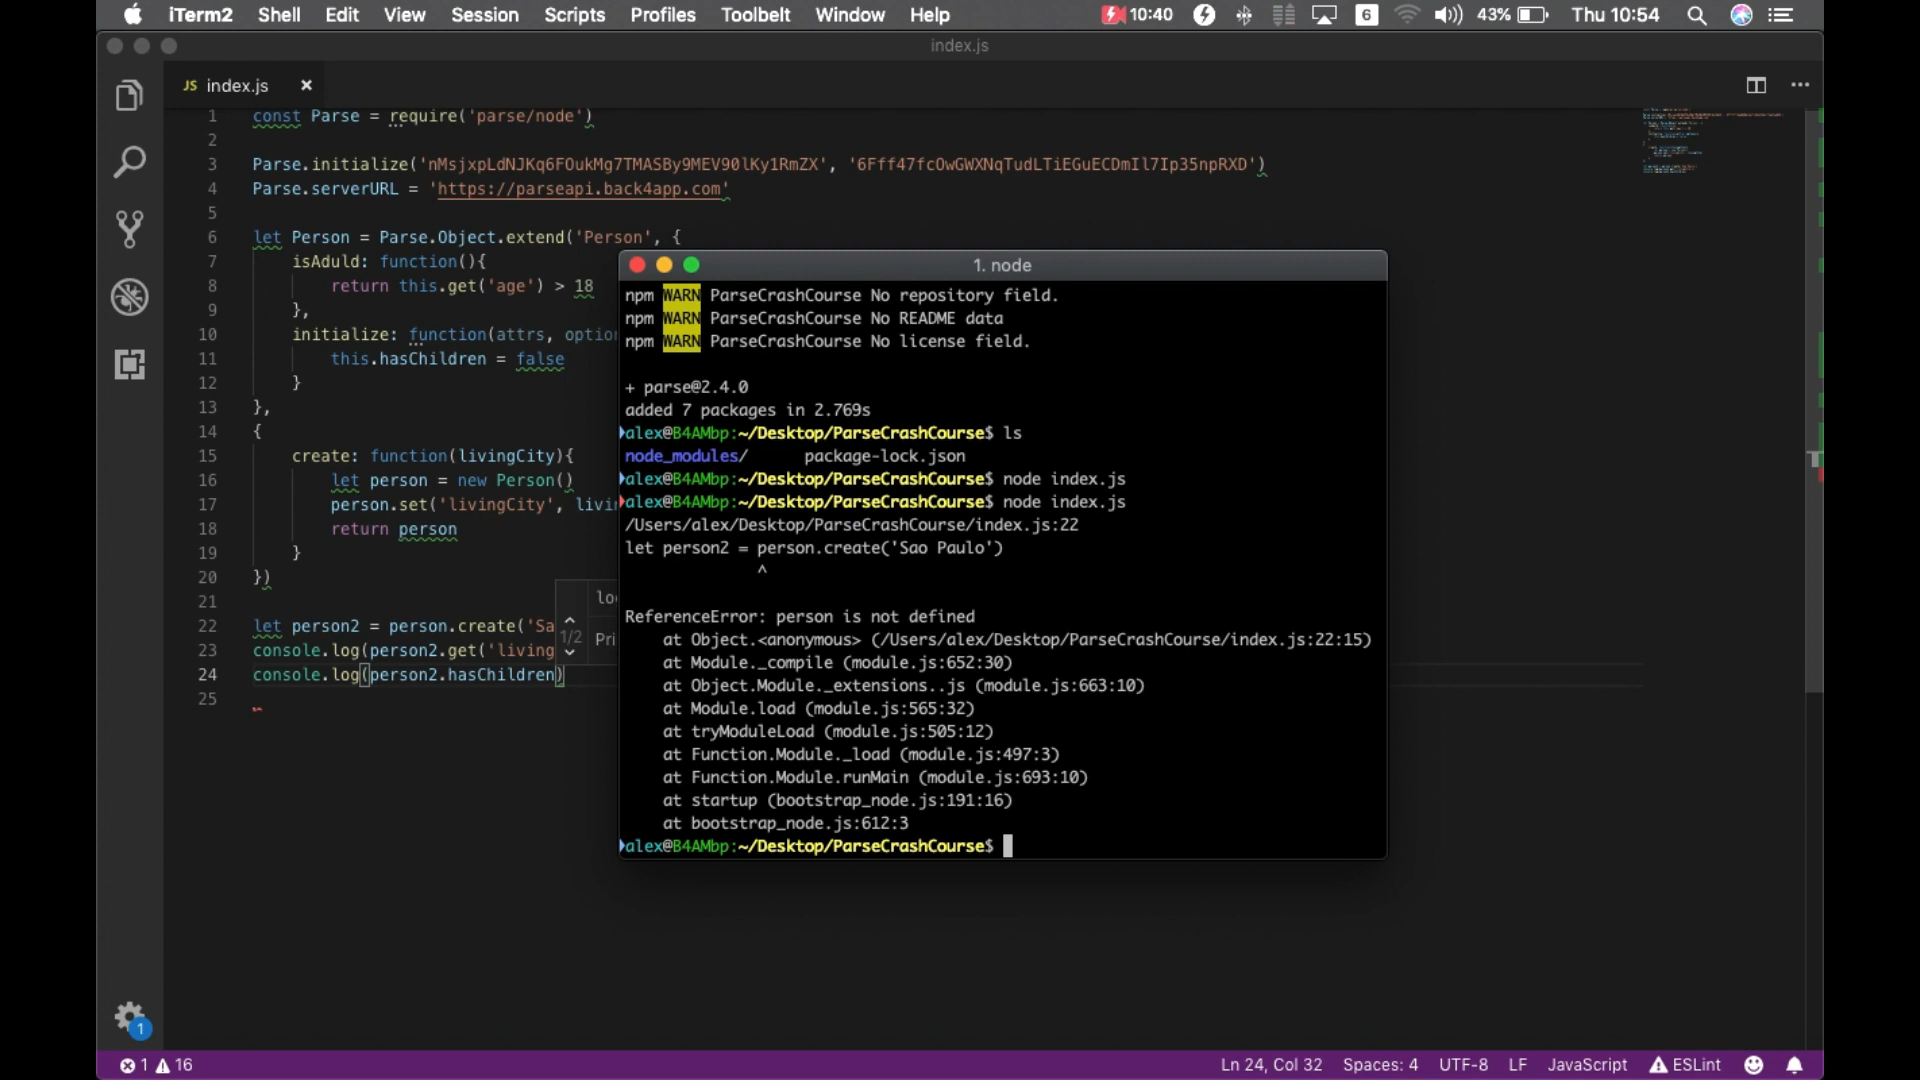 iTerm2 Shell Edit View Session Scripts Profiles Toolbelt Window Help 10:40 6 43% Thu 10:54
index.js
JS index.js
1 const Parse = require('parse/node')
2
3 Parse.initialize('nMsjxpLdNJKq6FOukMg7TMASBy9MEV90lKy1RmZX', '6Fff47fcOwGWXNqTudLTiEGuECDmIl7Ip35npRXD')
4 Parse.serverURL = 'https://parseapi.back4app.com'
5
6 let Person = Parse.Object.extend('Person', {
7 isAduld: function(){
8 return this.get('age') > 18
9 },
10 initialize: function(attrs, optio
11 this.hasChildren = false
12 }
13 },
14 {
15 create: function(livingCity){
16 let person = new Person()
17 person.set('livingCity', livi
18 return person
19 }
20 })
21
22 let person2 = person.create('Sa
23 console.log(person2.get('living
24 console.log(person2.hasChildren)
25
lo
1/2 Pri
1. node
npm WARN ParseCrashCourse No repository field.
npm WARN ParseCrashCourse No README data
npm WARN ParseCrashCourse No license field.
+ parse@2.4.0
added 7 packages in 2.769s
alex@B4AMbp:~/Desktop/ParseCrashCourse$ ls
node_modules/ package-lock.json
alex@B4AMbp:~/Desktop/ParseCrashCourse$ node index.js
alex@B4AMbp:~/Desktop/ParseCrashCourse$ node index.js
/Users/alex/Desktop/ParseCrashCourse/index.js:22
let person2 = person.create('Sao Paulo')
^
ReferenceError: person is not defined
at Object.<anonymous> (/Users/alex/Desktop/ParseCrashCourse/index.js:22:15)
at Module._compile (module.js:652:30)
at Object.Module._extensions..js (module.js:663:10)
at Module.load (module.js:565:32)
at tryModuleLoad (module.js:505:12)
at Function.Module._load (module.js:497:3)
at Function.Module.runMain (module.js:693:10)
at startup (bootstrap_node.js:191:16)
at bootstrap_node.js:612:3
alex@B4AMbp:~/Desktop/ParseCrashCourse$
1
1 16 Ln 24, Col 32 Spaces: 4 UTF-8 LF JavaScript ESLint